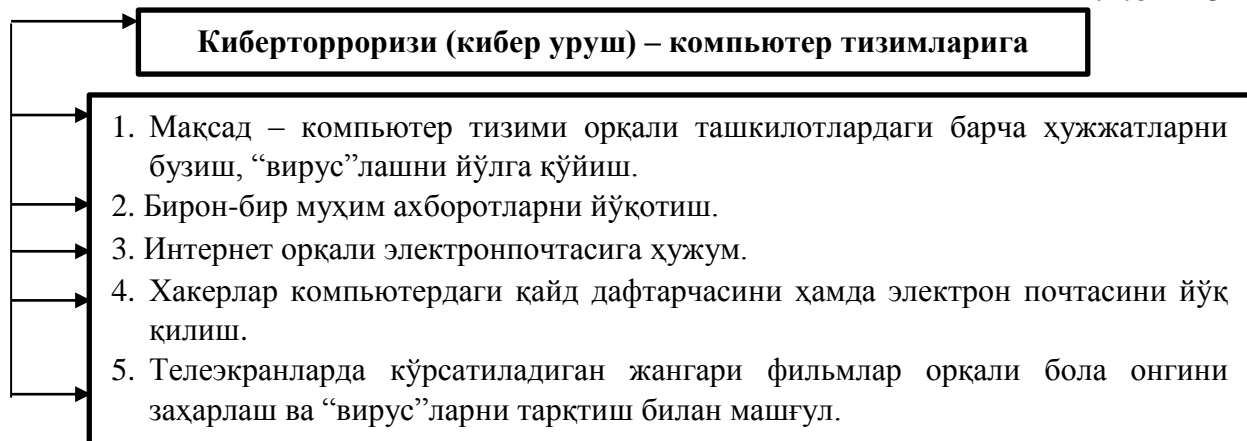 Киберторроризи (кибер уруш) – компьютер тизимларига
1. Мақсад – компьютер тизими орқали ташкилотлардаги барча ҳужжатларни
бузиш, “вирус”лашни йўлга қўйиш.
2. Бирон-бир муҳим ахборотларни йўқотиш.
3. Интернет орқали электронпочтасига ҳужум.
4. Хакерлар компьютердаги қайд дафтарчасини ҳамда электрон почтасини йўқ
қилиш.
5. Телеэкранларда кўрсатиладиган жангари фильмлар орқали бола онгини
заҳарлаш ва “вирус”ларни тарқтиш билан машғул.